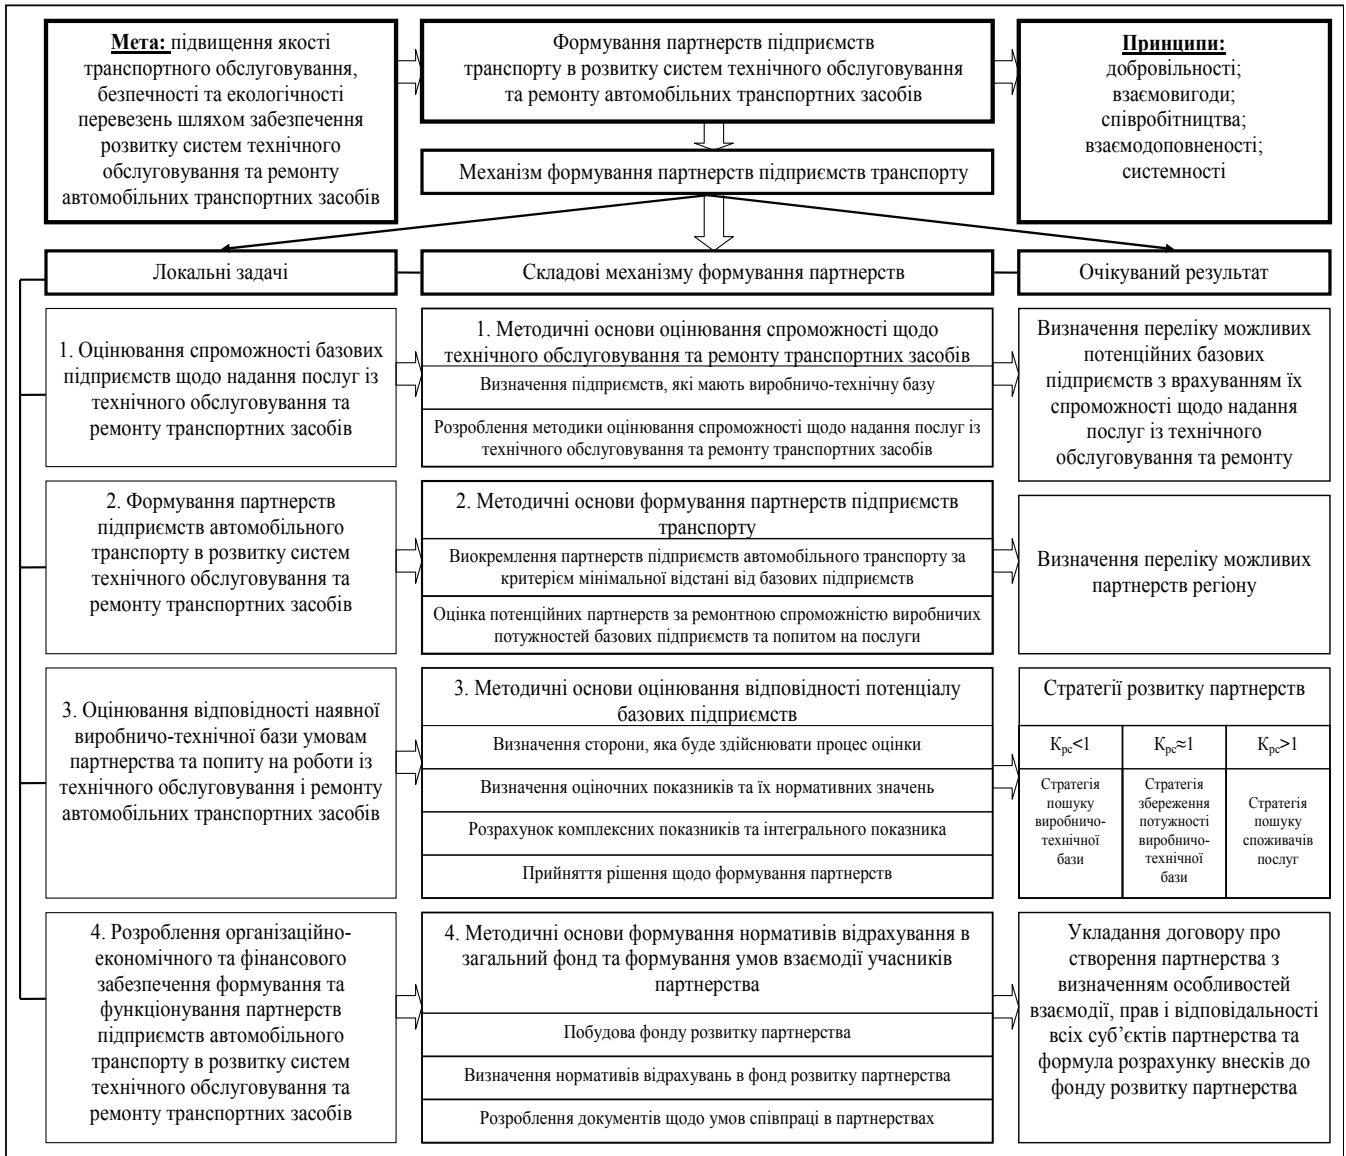 Мета: підвищення якості
транспортного обслуговування,
безпечності та екологічності
перевезень шляхом забезпечення
розвитку систем технічного
обслуговування та ремонту
автомобільних транспортних засобів
Формування партнерств підприємств
транспорту в розвитку систем технічного обслуговування
та ремонту автомобільних транспортних засобів
Принципи:
добровільності;
взаємовигоди;
співробітництва;
взаємодоповненості;
системності
Механізм формування партнерств підприємств транспорту
Локальні задачі
Складові механізму формування партнерств
Очікуваний результат
1. Оцінювання спроможності базових
підприємств щодо надання послуг із
технічного обслуговування та
ремонту транспортних засобів
1. Методичні основи оцінювання спроможності щодо
технічного обслуговування та ремонту транспортних засобів
Визначення підприємств, які мають виробничо-технічну базу
Розроблення методики оцінювання спроможності щодо надання послуг із
технічного обслуговування та ремонту транспортних засобів
Визначення переліку можливих
потенційних базових
підприємств з врахуванням їх
спроможності щодо надання
послуг із технічного
обслуговування та ремонту
2. Формування партнерств
підприємств автомобільного
транспорту в розвитку систем
технічного обслуговування та
ремонту транспортних засобів
2. Методичні основи формування партнерств підприємств
транспорту
Виокремлення партнерств підприємств автомобільного транспорту за
критерієм мінімальної відстані від базових підприємств
Оцінка потенційних партнерств за ремонтною спроможністю виробничих
потужностей базових підприємств та попитом на послуги
Визначення переліку можливих
партнерств регіону
3. Оцінювання відповідності наявної
виробничо-технічної бази умовам
партнерства та попиту на роботи із
технічного обслуговування і ремонту
автомобільних транспортних засобів
3. Методичні основи оцінювання відповідності потенціалу
базових підприємств
Визначення сторони, яка буде здійснювати процес оцінки
Визначення оціночних показників та їх нормативних значень
Розрахунок комплексних показників та інтегрального показника
Прийняття рішення щодо формування партнерств
Стратегії розвитку партнерств
Kрс<1
Kрс≈1
Kрс>1
Стратегія
пошуку
виробничо-
технічної
бази
Стратегія
збереження
потужності
виробничо-
технічної
бази
Стратегія
пошуку
споживачів
послуг
4. Розроблення організаційно-
економічного та фінансового
забезпечення формування та
функціонування партнерств
підприємств автомобільного
транспорту в розвитку систем
технічного обслуговування та
ремонту транспортних засобів
4. Методичні основи формування нормативів відрахування в
загальний фонд та формування умов взаємодії учасників
партнерства
Побудова фонду розвитку партнерства
Визначення нормативів відрахувань в фонд розвитку партнерства
Розроблення документів щодо умов співпраці в партнерствах
Укладання договору про
створення партнерства з
визначенням особливостей
взаємодії, прав і відповідальності
всіх суб’єктів партнерства та
формула розрахунку внесків до
фонду розвитку партнерства